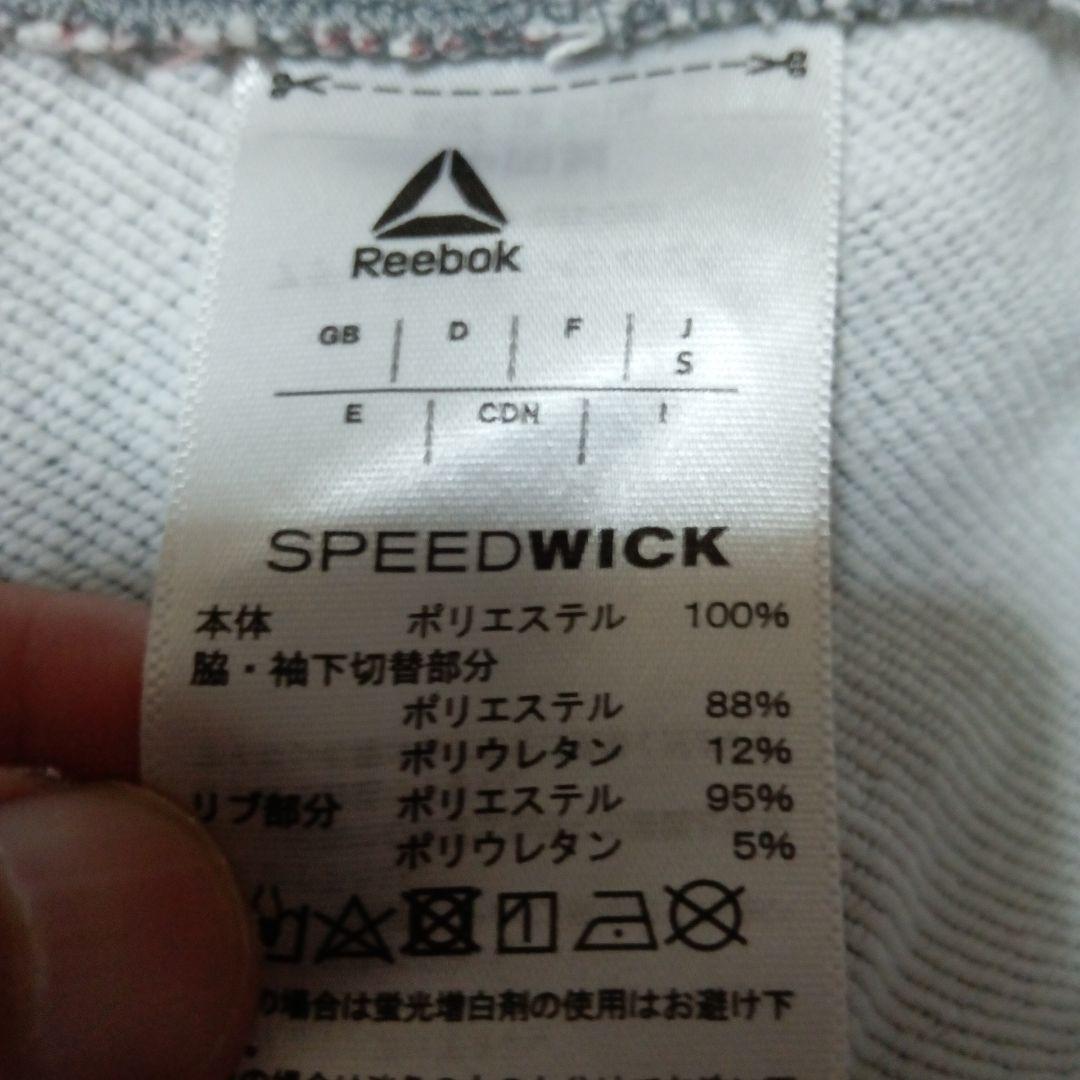 Reebok
GB D F J
S
E CDN I
SPEEDWICK
本体 ポリエステル 100%
脇・袖下切替部分
ポリエステル 88%
ポリウレタン 12%
リブ部分 ポリエステル 95%
ポリウレタン 5%
の場合は蛍光増白剤の使用はお避け下